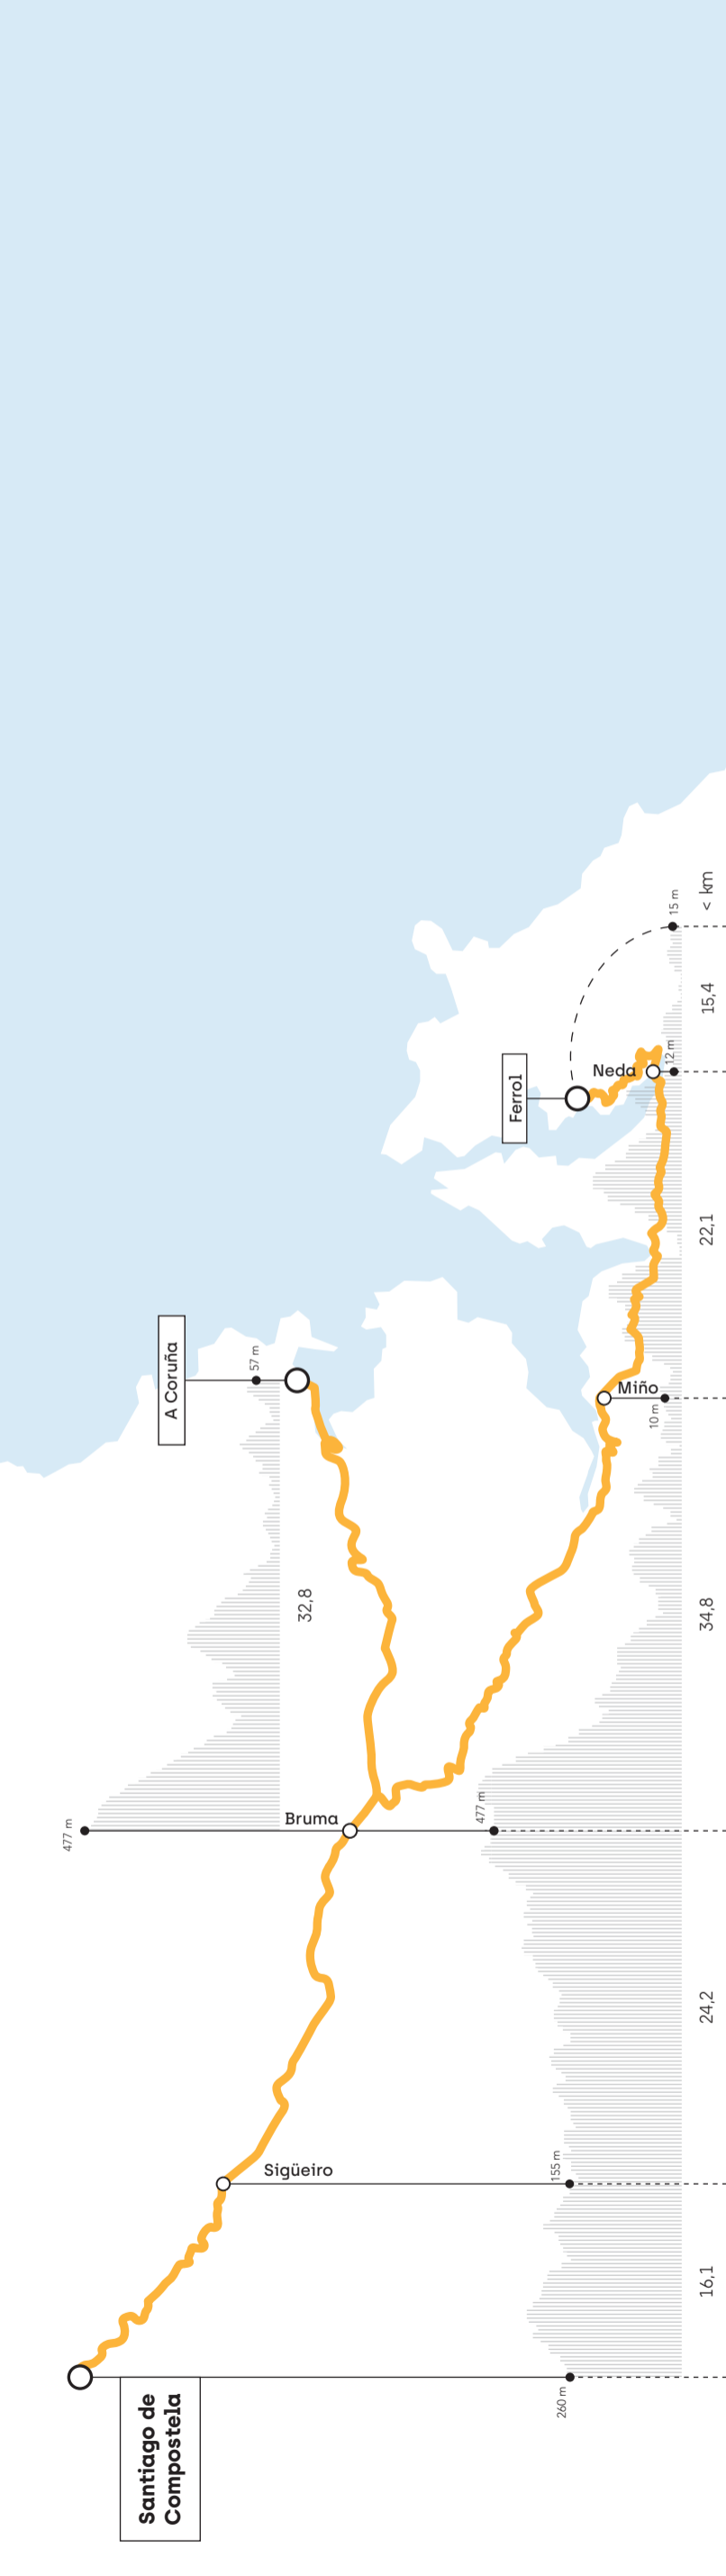 A Coruña
57 m
32,8
477 m
Bruma
477 m
Ferrol
Neda
15 m
12 m
< km
15,4
22,1
Miño
10 m
34,8
24,2
Sigüeiro
155 m
16,1
260 m
Santiago de
Compostela